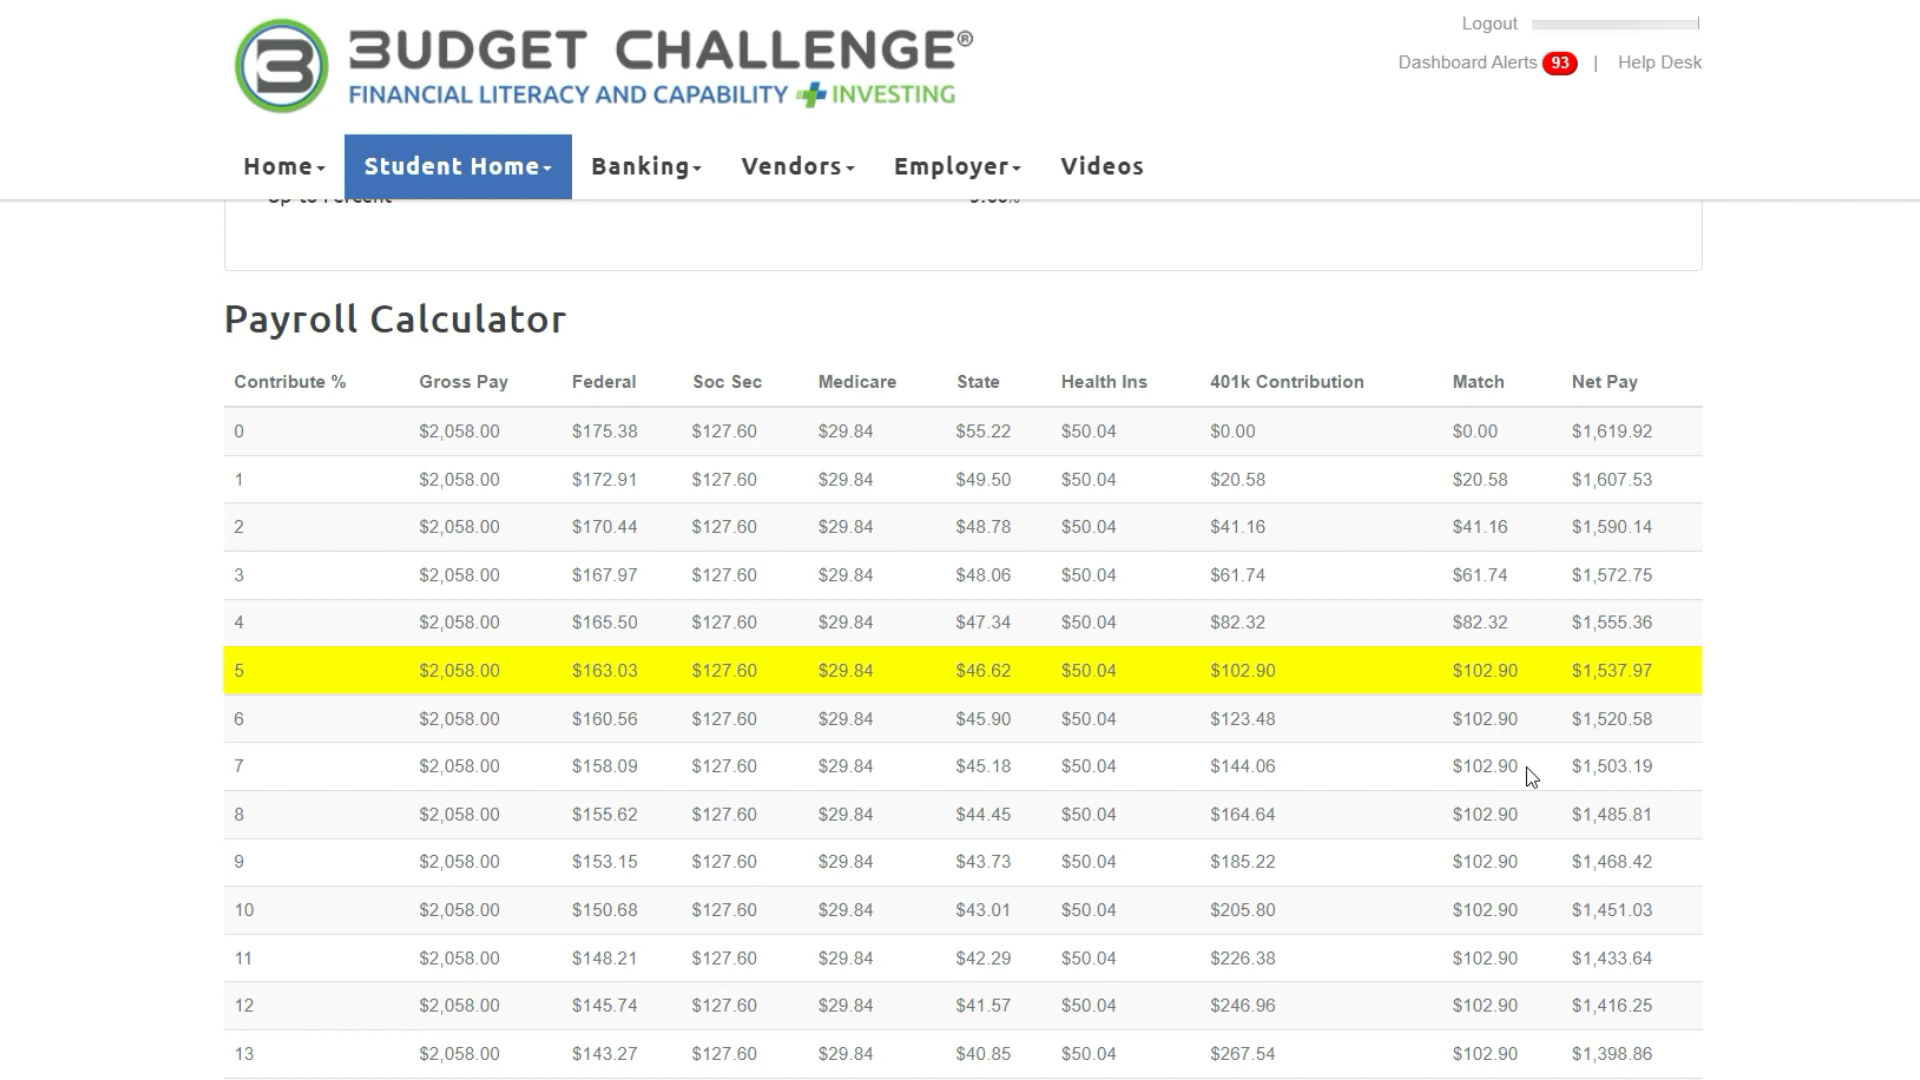 BUDGET CHALLENGE®
FINANCIAL LITERACY AND CAPABILITY + INVESTING
Logout
Dashboard Alerts 93 | Help Desk
Home Student Home Banking Vendors Employer Videos
Up to Percent
Payroll Calculator
Contribute % Gross Pay Federal Soc Sec Medicare State Health Ins 401k Contribution Match Net Pay
0 $2,058.00 $175.38 $127.60 $29.84 $55.22 $50.04 $0.00 $0.00 $1,619.92
1 $2,058.00 $172.91 $127.60 $29.84 $49.50 $50.04 $20.58 $20.58 $1,607.53
2 $2,058.00 $170.44 $127.60 $29.84 $48.78 $50.04 $41.16 $41.16 $1,590.14
3 $2,058.00 $167.97 $127.60 $29.84 $48.06 $50.04 $61.74 $61.74 $1,572.75
4 $2,058.00 $165.50 $127.60 $29.84 $47.34 $50.04 $82.32 $82.32 $1,555.36
5 $2,058.00 $163.03 $127.60 $29.84 $46.62 $50.04 $102.90 $102.90 $1,537.97
6 $2,058.00 $160.56 $127.60 $29.84 $45.90 $50.04 $123.48 $102.90 $1,520.58
7 $2,058.00 $158.09 $127.60 $29.84 $45.18 $50.04 $144.06 $102.90 $1,503.19
8 $2,058.00 $155.62 $127.60 $29.84 $44.45 $50.04 $164.64 $102.90 $1,485.81
9 $2,058.00 $153.15 $127.60 $29.84 $43.73 $50.04 $185.22 $102.90 $1,468.42
10 $2,058.00 $150.68 $127.60 $29.84 $43.01 $50.04 $205.80 $102.90 $1,451.03
11 $2,058.00 $148.21 $127.60 $29.84 $42.29 $50.04 $226.38 $102.90 $1,433.64
12 $2,058.00 $145.74 $127.60 $29.84 $41.57 $50.04 $246.96 $102.90 $1,416.25
13 $2,058.00 $143.27 $127.60 $29.84 $40.85 $50.04 $267.54 $102.90 $1,398.86